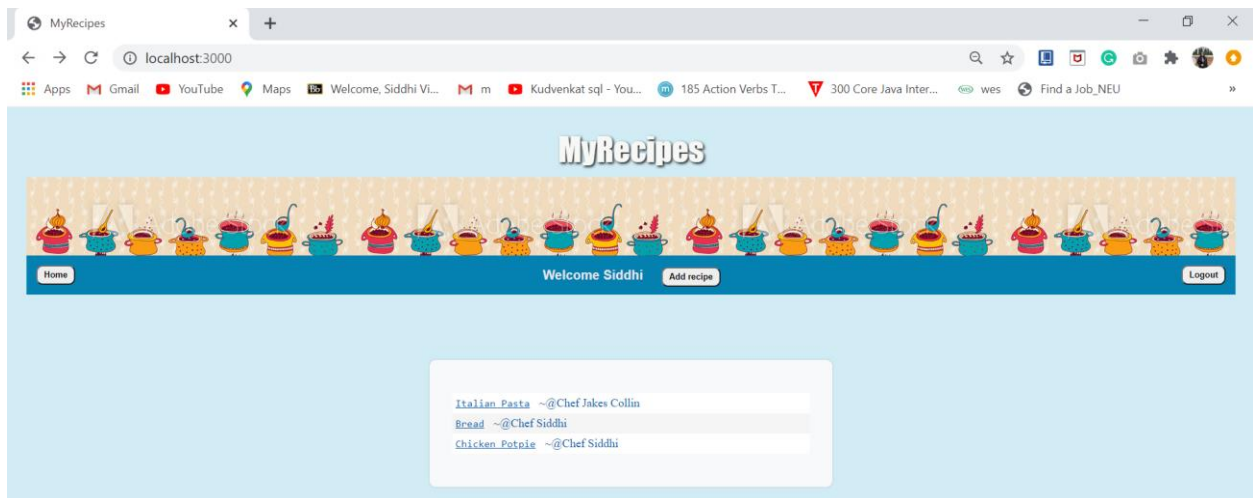 MyRecipes
localhost:3000
Apps Gmail YouTube Maps Bb Welcome, Siddhi Vi... m Kudvenkat sql - You... 185 Action Verbs T... 300 Core Java Inter... wes Find a Job_NEU »
MyRecipes
Home Welcome Siddhi Add recipe Logout
Italian Pasta ~@Chef Jakes Collin
Bread ~@Chef Siddhi
Chicken Potpie ~@Chef Siddhi